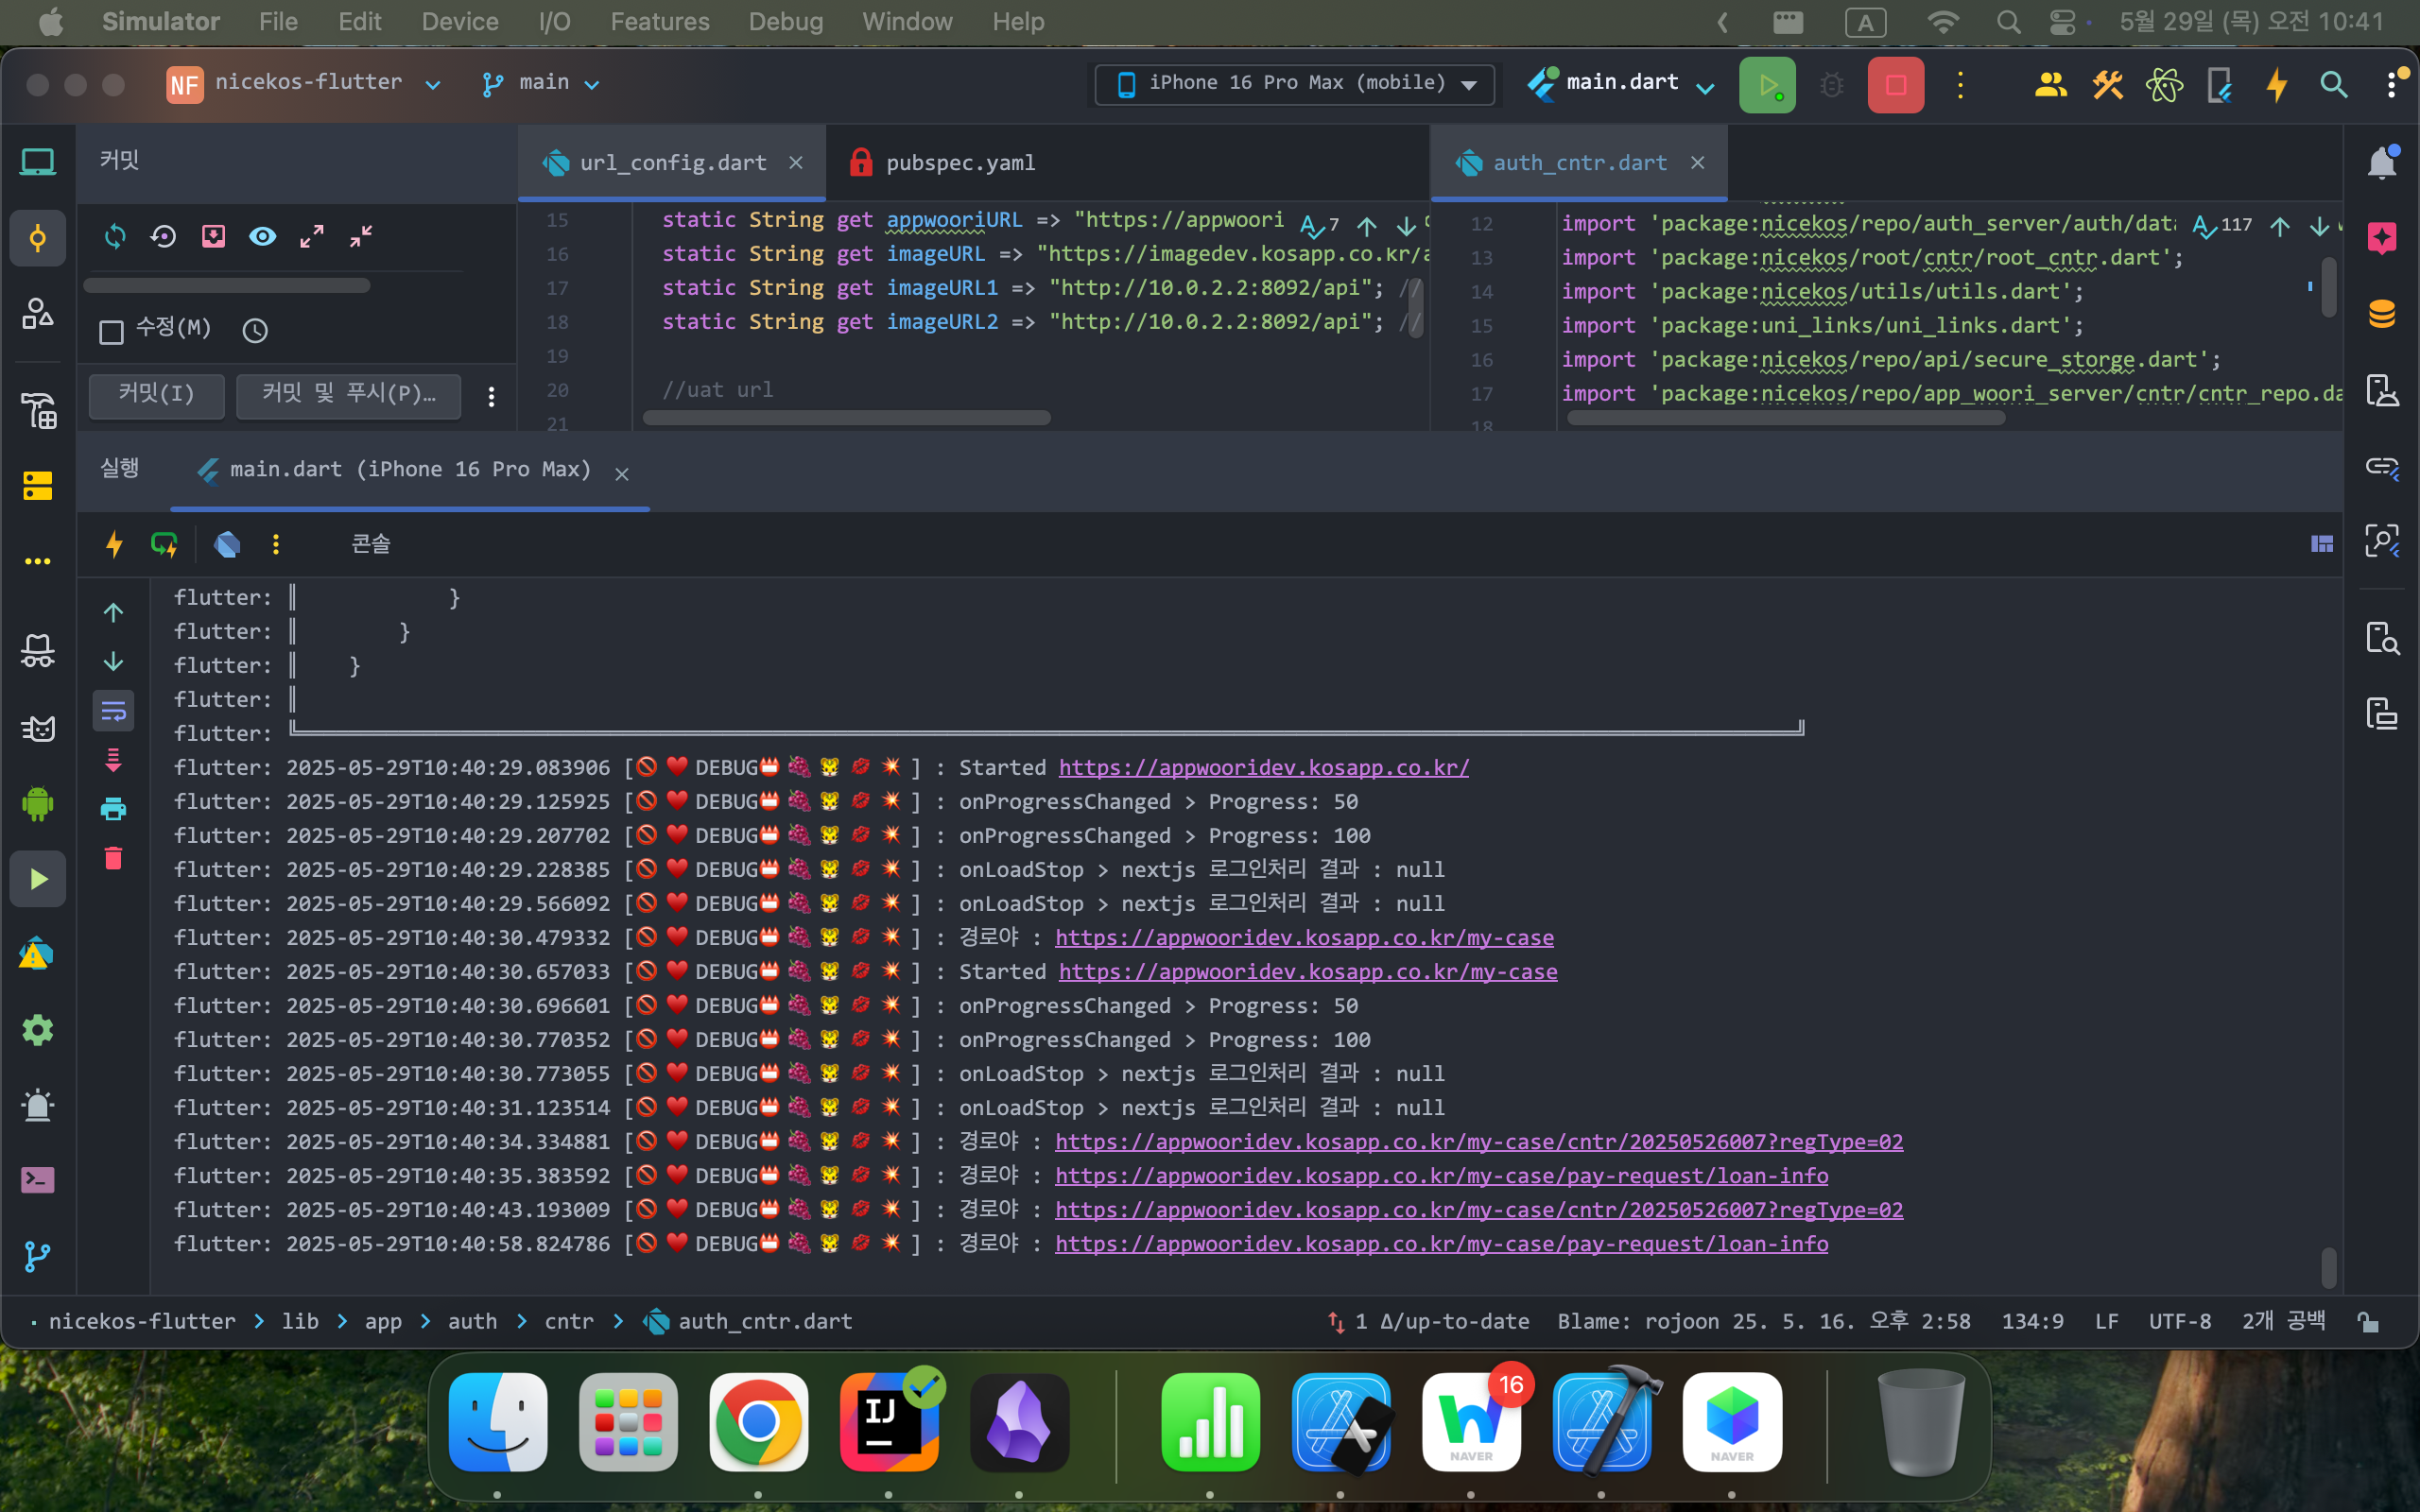 Simulator File Edit Device I/O Features Debug Window Help A 5월 29일 (목) 오전 10:41
NF nicekos-flutter main iPhone 16 Pro Max (mobile) main.dart
커밋
url_config.dart pubspec.yaml auth_cntr.dart
수정(M)
커밋(I) 커밋 및 푸시(P)...
15 static String get appwooriURL => "https://appwoori 7
16 static String get imageURL => "https://imagedev.kosapp.co.kr/a
17 static String get imageURL1 => "http://10.0.2.2:8092/api"; //
18 static String get imageURL2 => "http://10.0.2.2:8092/api"; //
19
20 //uat url
21
12 import 'package:nicekos/repo/auth_server/auth/data 117
13 import 'package:nicekos/root/cntr/root_cntr.dart';
14 import 'package:nicekos/utils/utils.dart';
15 import 'package:uni_links/uni_links.dart';
16 import 'package:nicekos/repo/api/secure_storge.dart';
17 import 'package:nicekos/repo/app_woori_server/cntr/cntr_repo.da
18
실행 main.dart (iPhone 16 Pro Max)
콘솔
flutter: ║ }
flutter: ║ }
flutter: ║ }
flutter: ║
flutter: ╚══════════╝
flutter: 2025-05-29T10:40:29.083906 [🚫 ♥️ DEBUG📛 🍇 🐯 💋 💥 ] : Started https://appwooridev.kosapp.co.kr/
flutter: 2025-05-29T10:40:29.125925 [🚫 ♥️ DEBUG📛 🍇 🐯 💋 💥 ] : onProgressChanged > Progress: 50
flutter: 2025-05-29T10:40:29.207702 [🚫 ♥️ DEBUG📛 🍇 🐯 💋 💥 ] : onProgressChanged > Progress: 100
flutter: 2025-05-29T10:40:29.228385 [🚫 ♥️ DEBUG📛 🍇 🐯 💋 💥 ] : onLoadStop > nextjs 로그인처리 결과 : null
flutter: 2025-05-29T10:40:29.566092 [🚫 ♥️ DEBUG📛 🍇 🐯 💋 💥 ] : onLoadStop > nextjs 로그인처리 결과 : null
flutter: 2025-05-29T10:40:30.479332 [🚫 ♥️ DEBUG📛 🍇 🐯 💋 💥 ] : 경로야 : https://appwooridev.kosapp.co.kr/my-case
flutter: 2025-05-29T10:40:30.657033 [🚫 ♥️ DEBUG📛 🍇 🐯 💋 💥 ] : Started https://appwooridev.kosapp.co.kr/my-case
flutter: 2025-05-29T10:40:30.696601 [🚫 ♥️ DEBUG📛 🍇 🐯 💋 💥 ] : onProgressChanged > Progress: 50
flutter: 2025-05-29T10:40:30.770352 [🚫 ♥️ DEBUG📛 🍇 🐯 💋 💥 ] : onProgressChanged > Progress: 100
flutter: 2025-05-29T10:40:30.773055 [🚫 ♥️ DEBUG📛 🍇 🐯 💋 💥 ] : onLoadStop > nextjs 로그인처리 결과 : null
flutter: 2025-05-29T10:40:31.123514 [🚫 ♥️ DEBUG📛 🍇 🐯 💋 💥 ] : onLoadStop > nextjs 로그인처리 결과 : null
flutter: 2025-05-29T10:40:34.334881 [🚫 ♥️ DEBUG📛 🍇 🐯 💋 💥 ] : 경로야 : https://appwooridev.kosapp.co.kr/my-case/cntr/20250526007?regType=02
flutter: 2025-05-29T10:40:35.383592 [🚫 ♥️ DEBUG📛 🍇 🐯 💋 💥 ] : 경로야 : https://appwooridev.kosapp.co.kr/my-case/pay-request/loan-info
flutter: 2025-05-29T10:40:43.193009 [🚫 ♥️ DEBUG📛 🍇 🐯 💋 💥 ] : 경로야 : https://appwooridev.kosapp.co.kr/my-case/cntr/20250526007?regType=02
flutter: 2025-05-29T10:40:58.824786 [🚫 ♥️ DEBUG📛 🍇 🐯 💋 💥 ] : 경로야 : https://appwooridev.kosapp.co.kr/my-case/pay-request/loan-info
nicekos-flutter > lib > app > auth > cntr > auth_cntr.dart 1 Δ/up-to-date Blame: rojoon 25. 5. 16. 오후 2:58 134:9 LF UTF-8 2개 공백
IJ
16
NAVER
NAVER